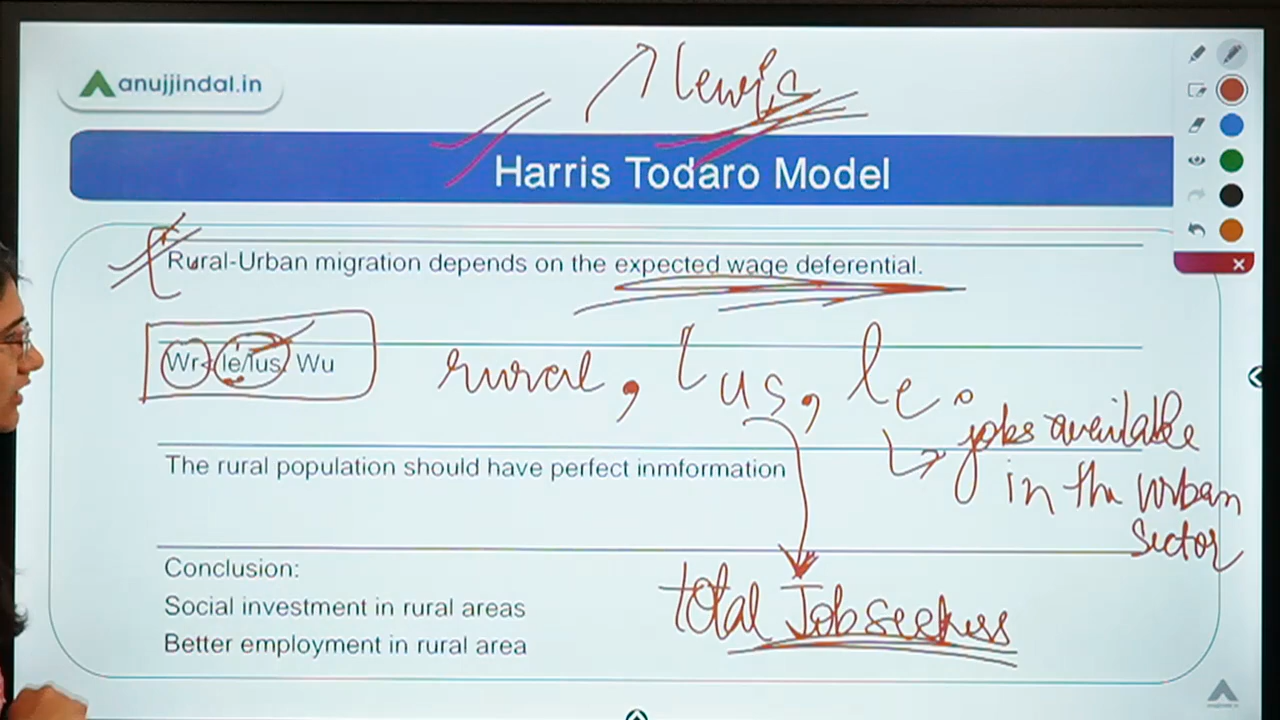 Lewis
anujjindal.in
Harris Todaro Model
Rural-Urban migration depends on the expected wage deferential.
Wr< le/lus. Wu
rural, lus, le.
jobs available
in the urban
sector
The rural population should have perfect inmformation
Conclusion:
Social investment in rural areas
Better employment in rural area
total Jobseekers